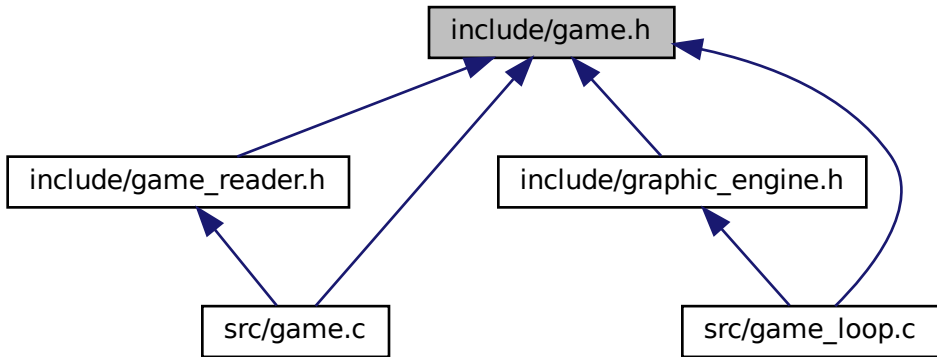 include/game.h
include/game_reader.h
include/graphic_engine.h
src/game.c
src/game_loop.c